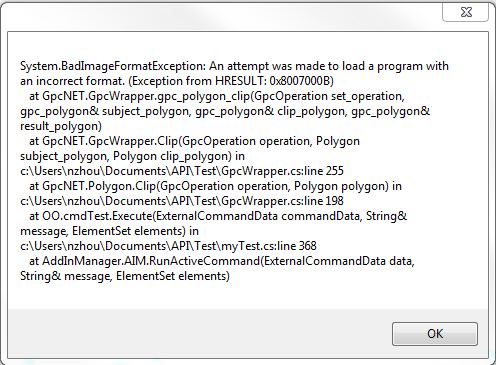 System.BadImageFormatException: An attempt was made to load a program with
an incorrect format. (Exception from HRESULT: 0x8007000B)
at GpcNET.GpcWrapper.gpc_polygon_clip(GpcOperation set_operation,
gpc_polygon& subject_polygon, gpc_polygon& clip_polygon, gpc_polygon&
result_polygon)
at GpcNET.GpcWrapper.Clip(GpcOperation operation, Polygon
subject_polygon, Polygon clip_polygon) in
c:\Users\nzhou\Documents\API\Test\GpcWrapper.cs:line 255
at GpcNET.Polygon.Clip(GpcOperation operation, Polygon polygon) in
c:\Users\nzhou\Documents\API\Test\GpcWrapper.cs:line 198
at OO.cmdTest.Execute(ExternalCommandData commandData, String&
message, ElementSet elements) in
c:\Users\nzhou\Documents\API\Test\myTest.cs:line 368
at AddInManager.AIM.RunActiveCommand(ExternalCommandData data,
String& message, ElementSet elements)
OK